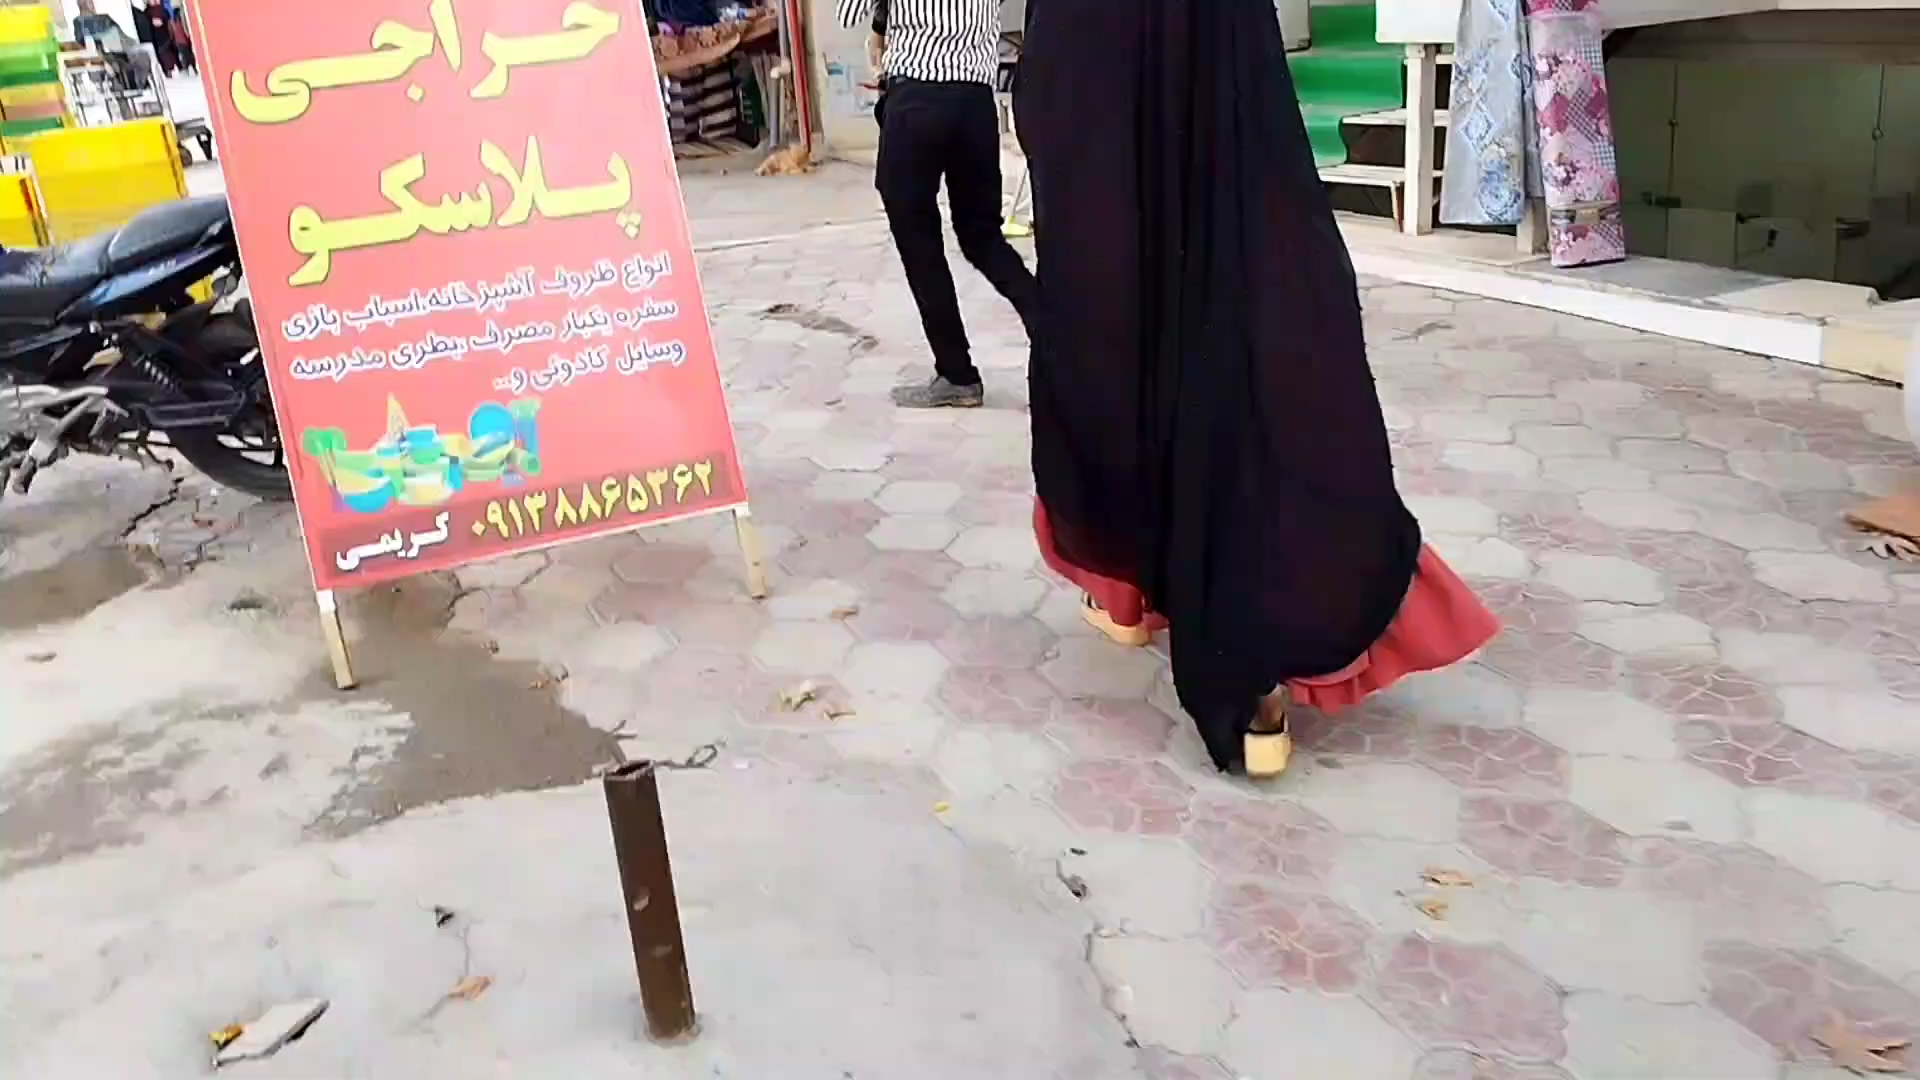 حراجی
پلاسکو
انواع ظروف آشپزخانه،اسباب بازی
سفره یکبار مصرف ،بطری مدرسه
وسایل کادوئی و...
۰۹۱۳۸۸۶۵۳۶۲ کریمی